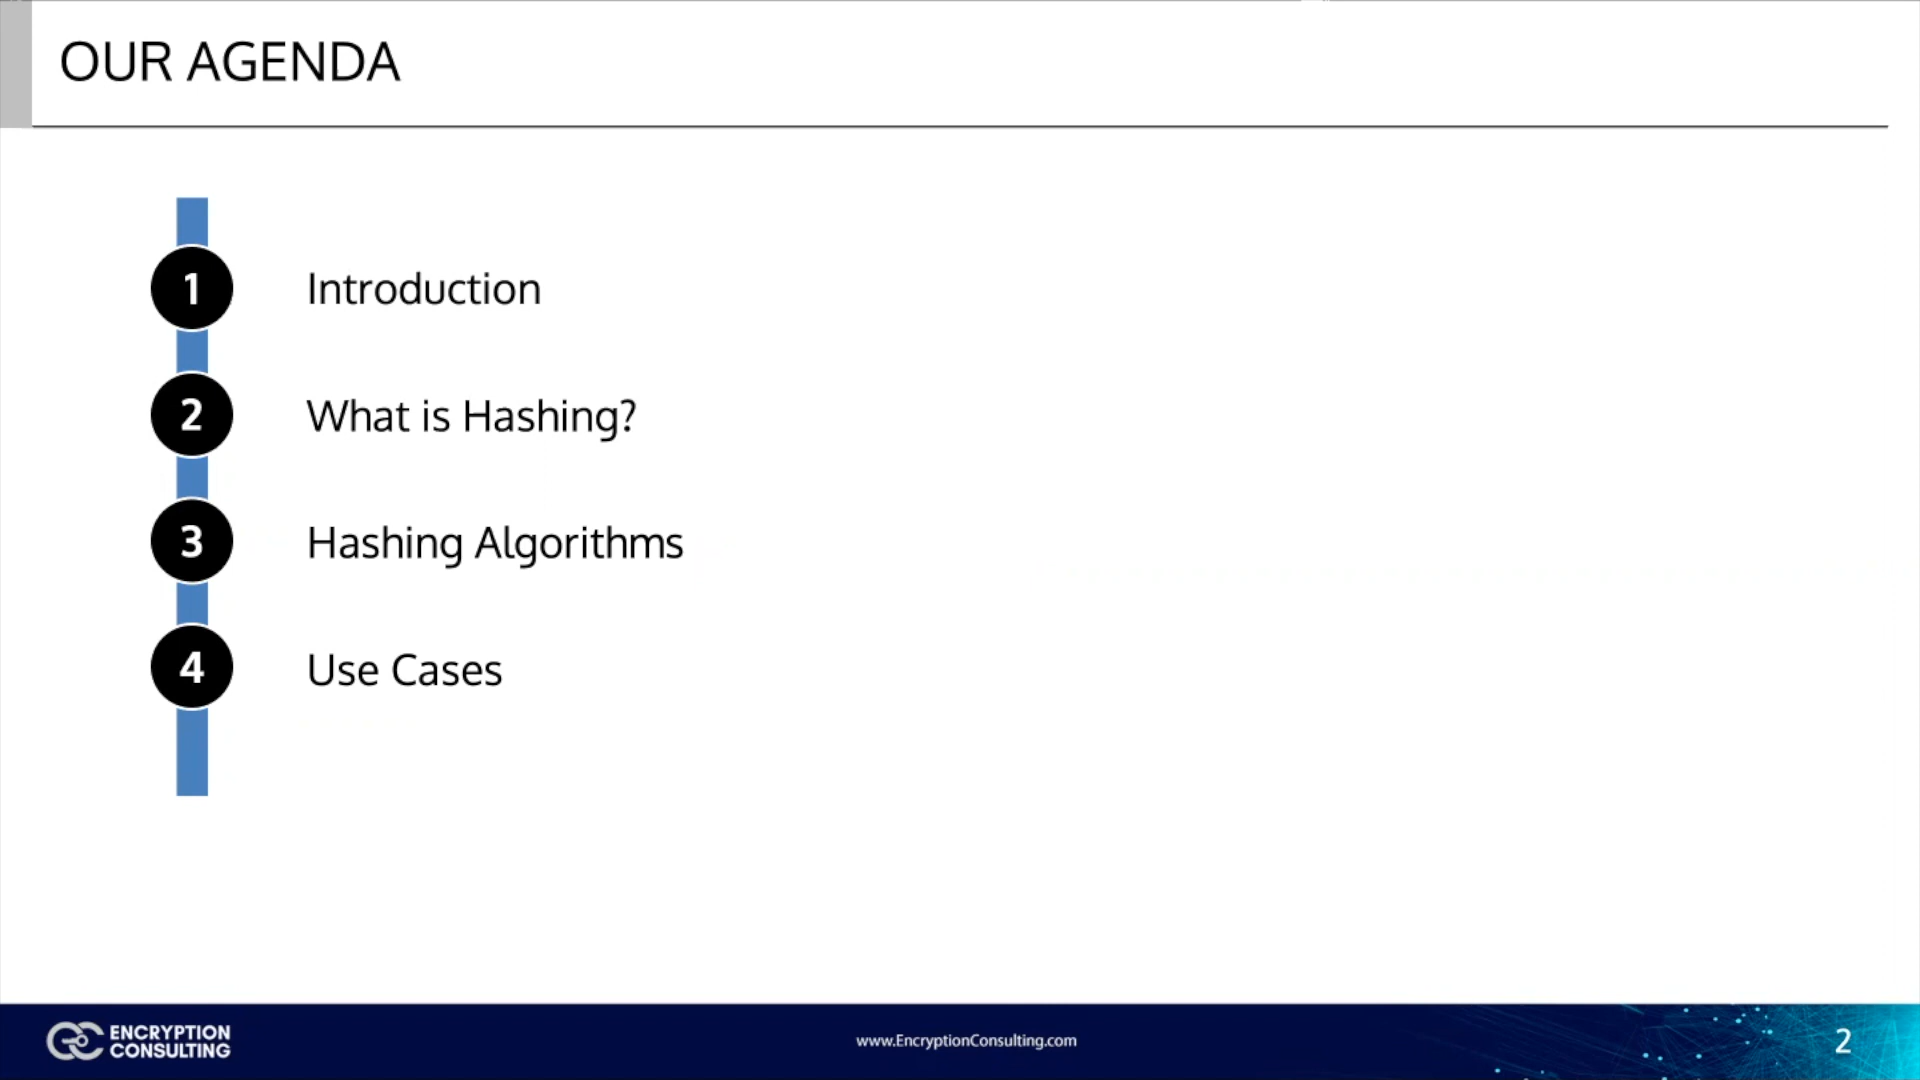 OUR AGENDA
1 Introduction
2 What is Hashing?
3 Hashing Algorithms
4 Use Cases
ENCRYPTION
CONSULTING
www.EncryptionConsulting.com
2